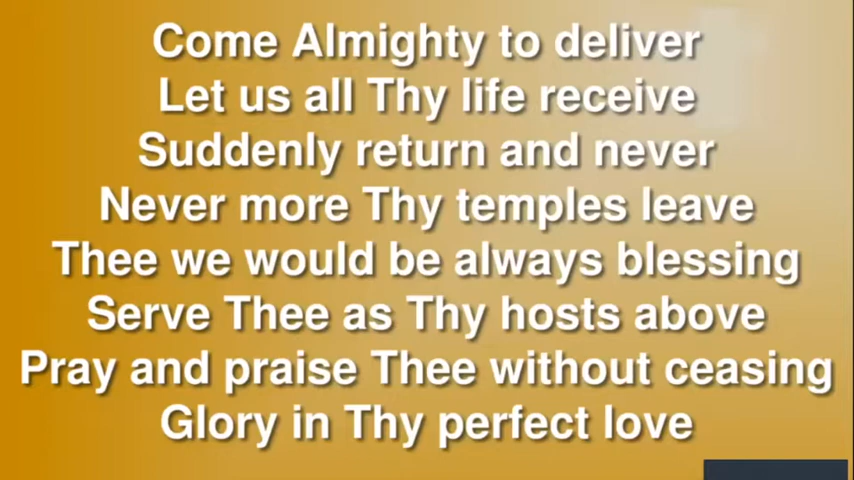 Come Almighty to deliver
Let us all Thy life receive
Suddenly return and never
Never more Thy temples leave
Thee we would be always blessing
Serve Thee as Thy hosts above
Pray and praise Thee without ceasing
Glory in Thy perfect love